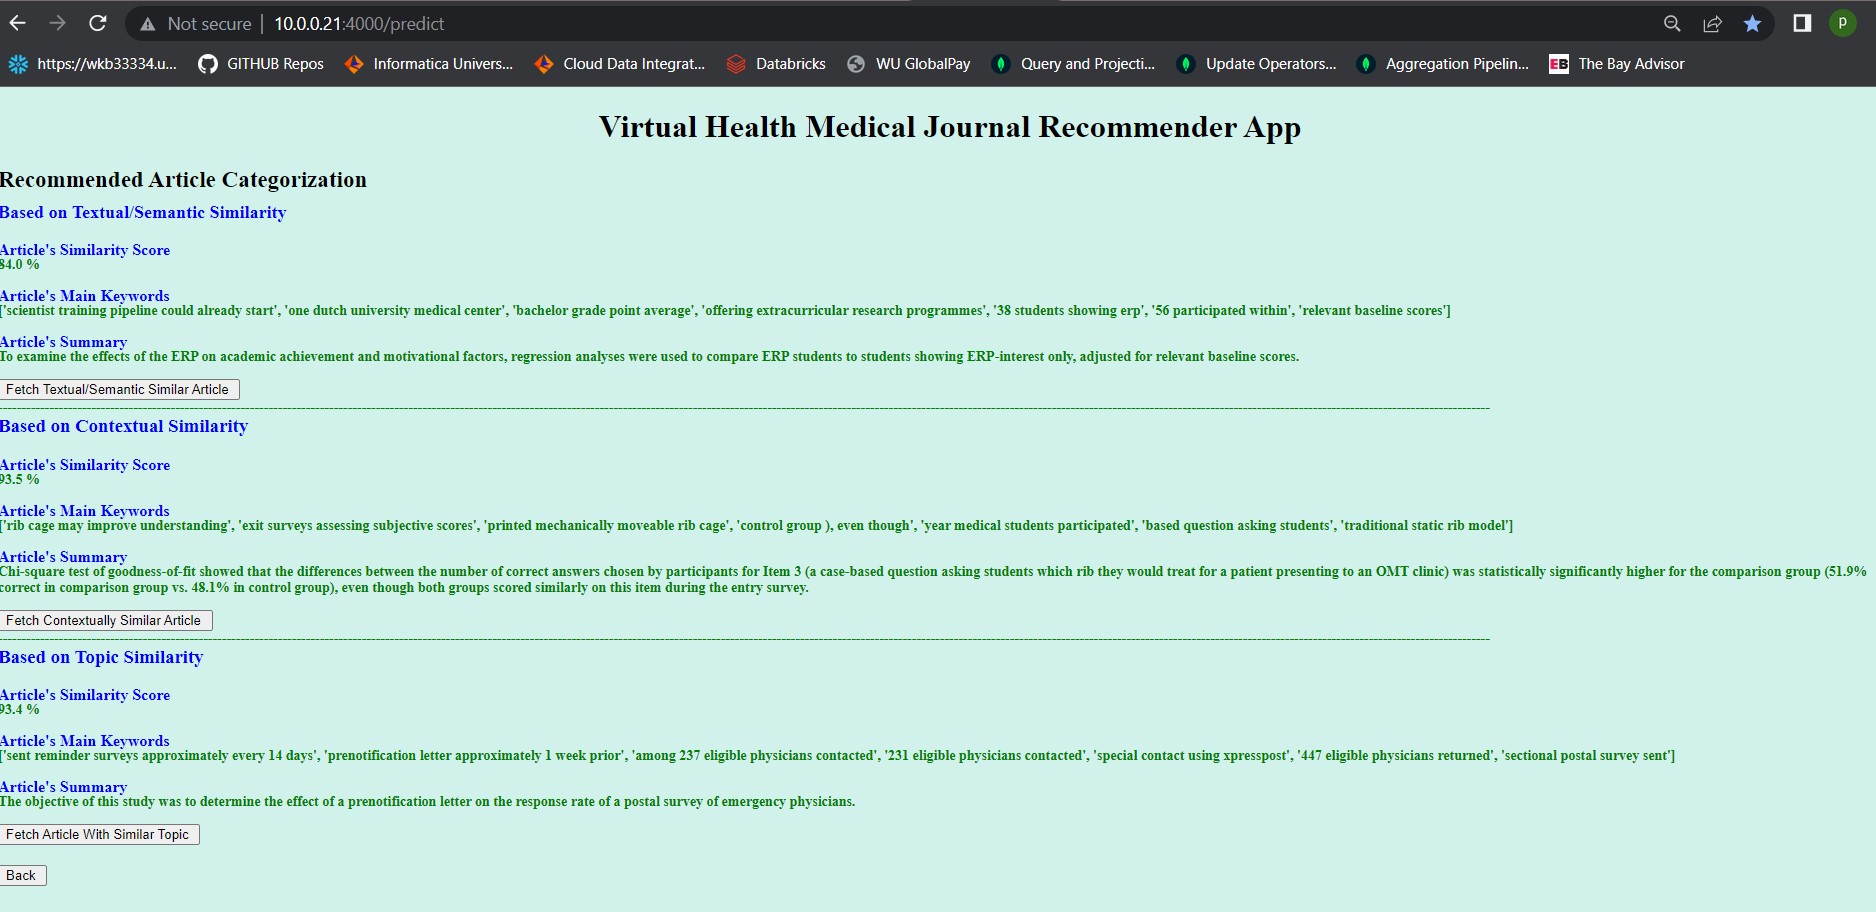 Not secure | 10.0.0.21:4000/predict
P
https://wkb33334.u... GITHUB Repos Informatica Univers... Cloud Data Integrat... Databricks WU GlobalPay Query and Projecti... Update Operators... Aggregation Pipelin... EB The Bay Advisor
Virtual Health Medical Journal Recommender App
Recommended Article Categorization
Based on Textual/Semantic Similarity
Article's Similarity Score
84.0 %
Article's Main Keywords
['scientist training pipeline could already start', 'one dutch university medical center', 'bachelor grade point average', 'offering extracurricular research programmes', '38 students showing erp', '56 participated within', 'relevant baseline scores']
Article's Summary
To examine the effects of the ERP on academic achievement and motivational factors, regression analyses were used to compare ERP students to students showing ERP-interest only, adjusted for relevant baseline scores.
Fetch Textual/Semantic Similar Article
Based on Contextual Similarity
Article's Similarity Score
93.5 %
Article's Main Keywords
['rib cage may improve understanding', 'exit surveys assessing subjective scores', 'printed mechanically moveable rib cage', 'control group ), even though', 'year medical students participated', 'based question asking students', 'traditional static rib model']
Article's Summary
Chi-square test of goodness-of-fit showed that the differences between the number of correct answers chosen by participants for Item 3 (a case-based question asking students which rib they would treat for a patient presenting to an OMT clinic) was statistically significantly higher for the comparison group (51.9%
correct in comparison group vs. 48.1% in control group), even though both groups scored similarly on this item during the entry survey.
Fetch Contextually Similar Article
Based on Topic Similarity
Article's Similarity Score
93.4 %
Article's Main Keywords
['sent reminder surveys approximately every 14 days', 'prenotification letter approximately 1 week prior', 'among 237 eligible physicians contacted', '231 eligible physicians contacted', 'special contact using xpresspost', '447 eligible physicians returned', 'sectional postal survey sent']
Article's Summary
The objective of this study was to determine the effect of a prenotification letter on the response rate of a postal survey of emergency physicians.
Fetch Article With Similar Topic
Back